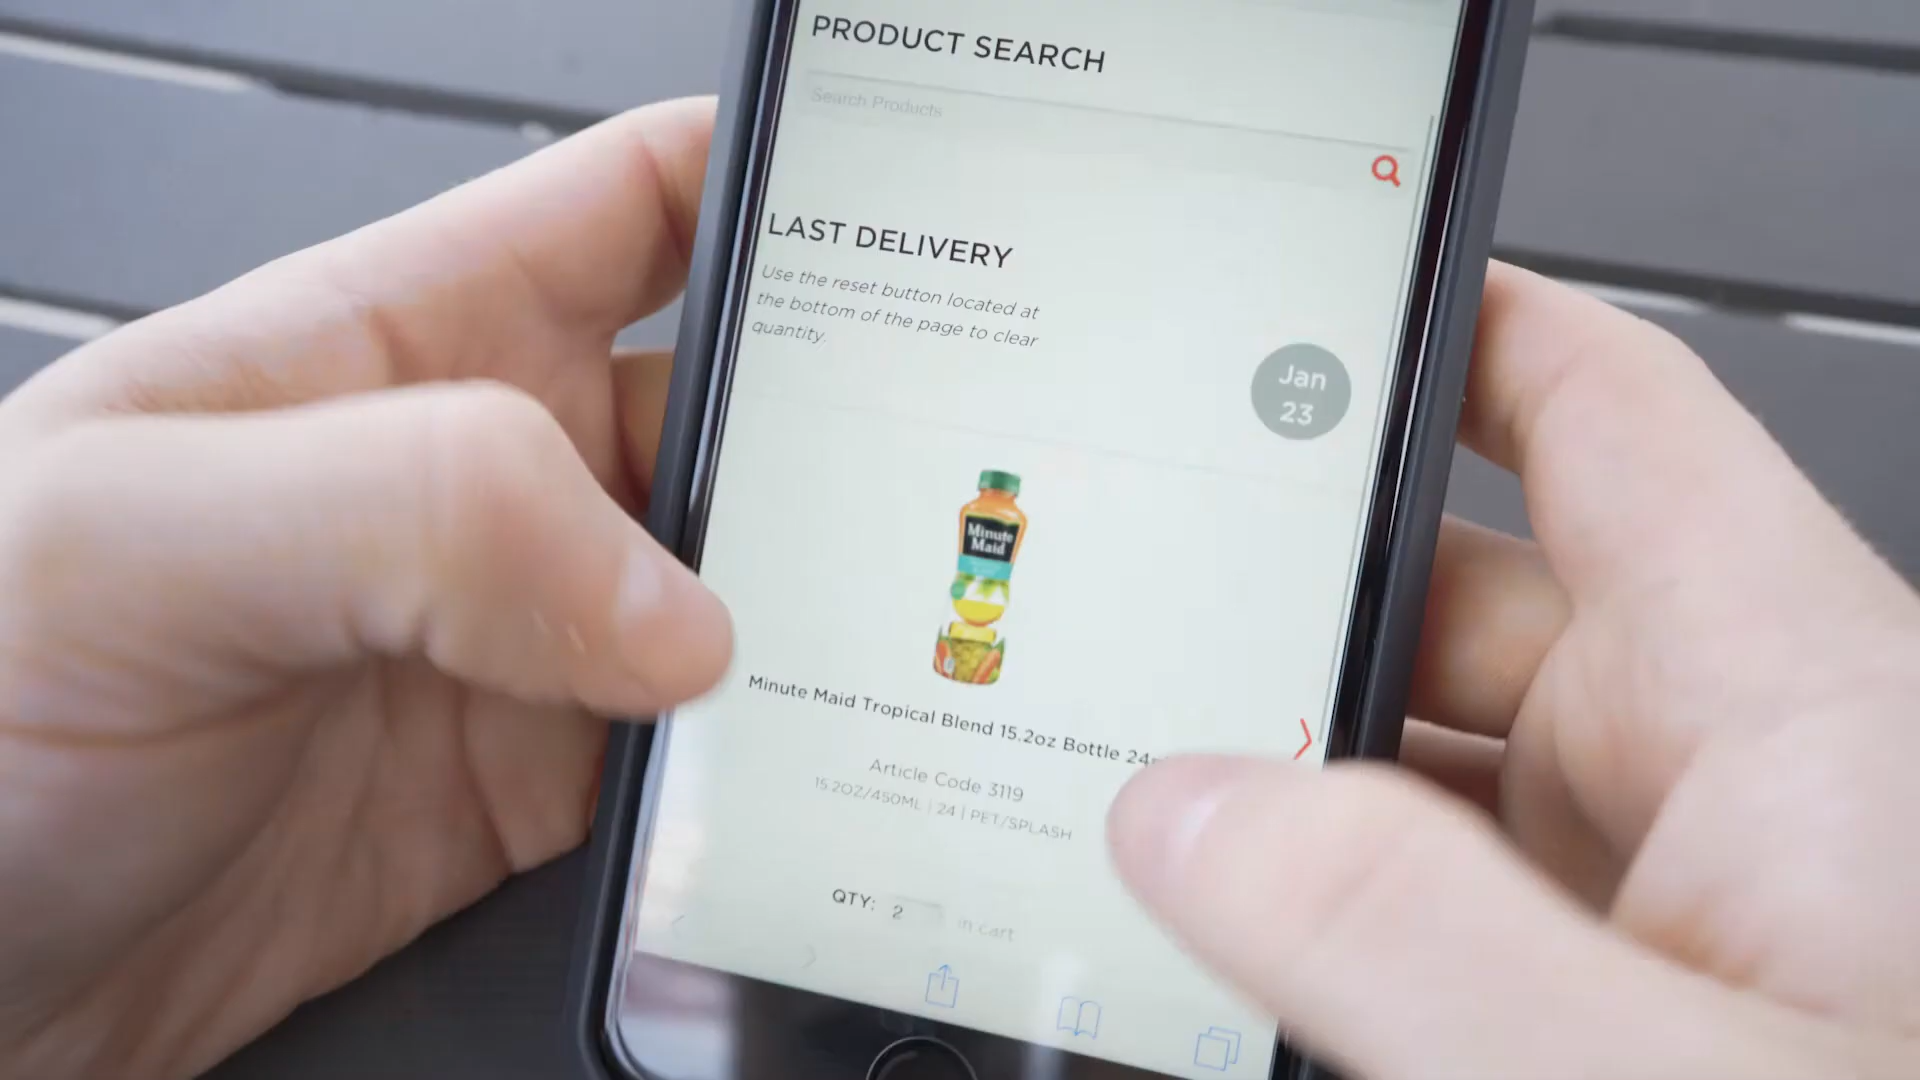 PRODUCT SEARCH
Search Products
LAST DELIVERY
Use the reset button located at
the bottom of the page to clear
quantity.
Jan
23
Minute
Maid
Minute Maid Tropical Blend 15.2oz Bottle 24
Article Code 3119
15.2OZ/450ML | 24 | PET/SPLASH
QTY: 2 in cart